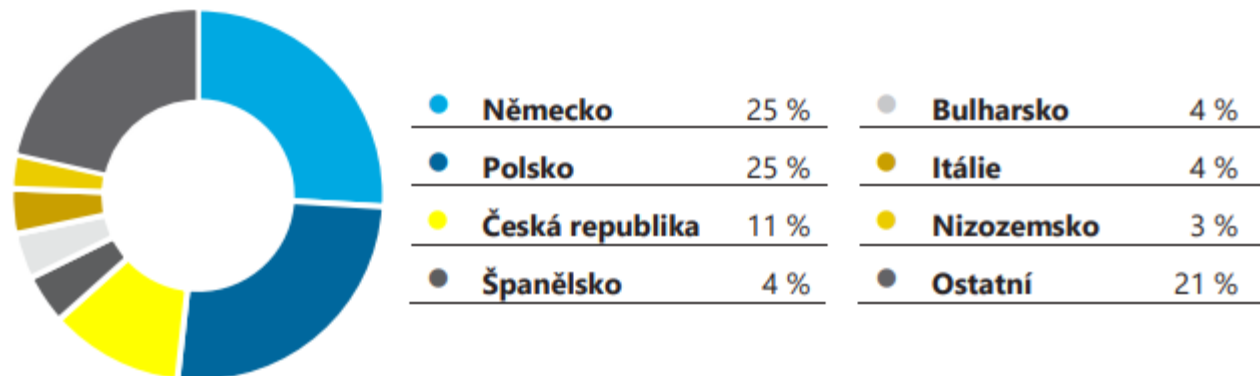 Německo 25 %
Polsko 25 %
Česká republika 11 %
Španělsko 4 %
Bulharsko 4 %
Itálie 4 %
Nizozemsko 3 %
Ostatní 21 %